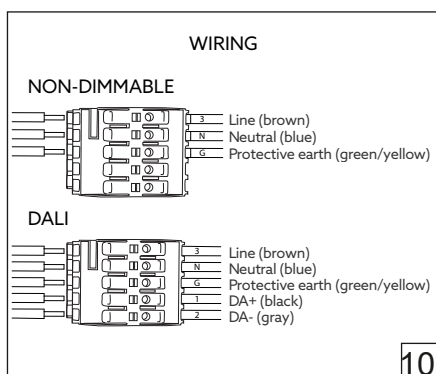 WIRING
NON-DIMMABLE
3 Line (brown)
N Neutral (blue)
G Protective earth (green/yellow)
DALI
3 Line (brown)
N Neutral (blue)
G Protective earth (green/yellow)
1 DA+ (black)
2 DA- (gray)
10